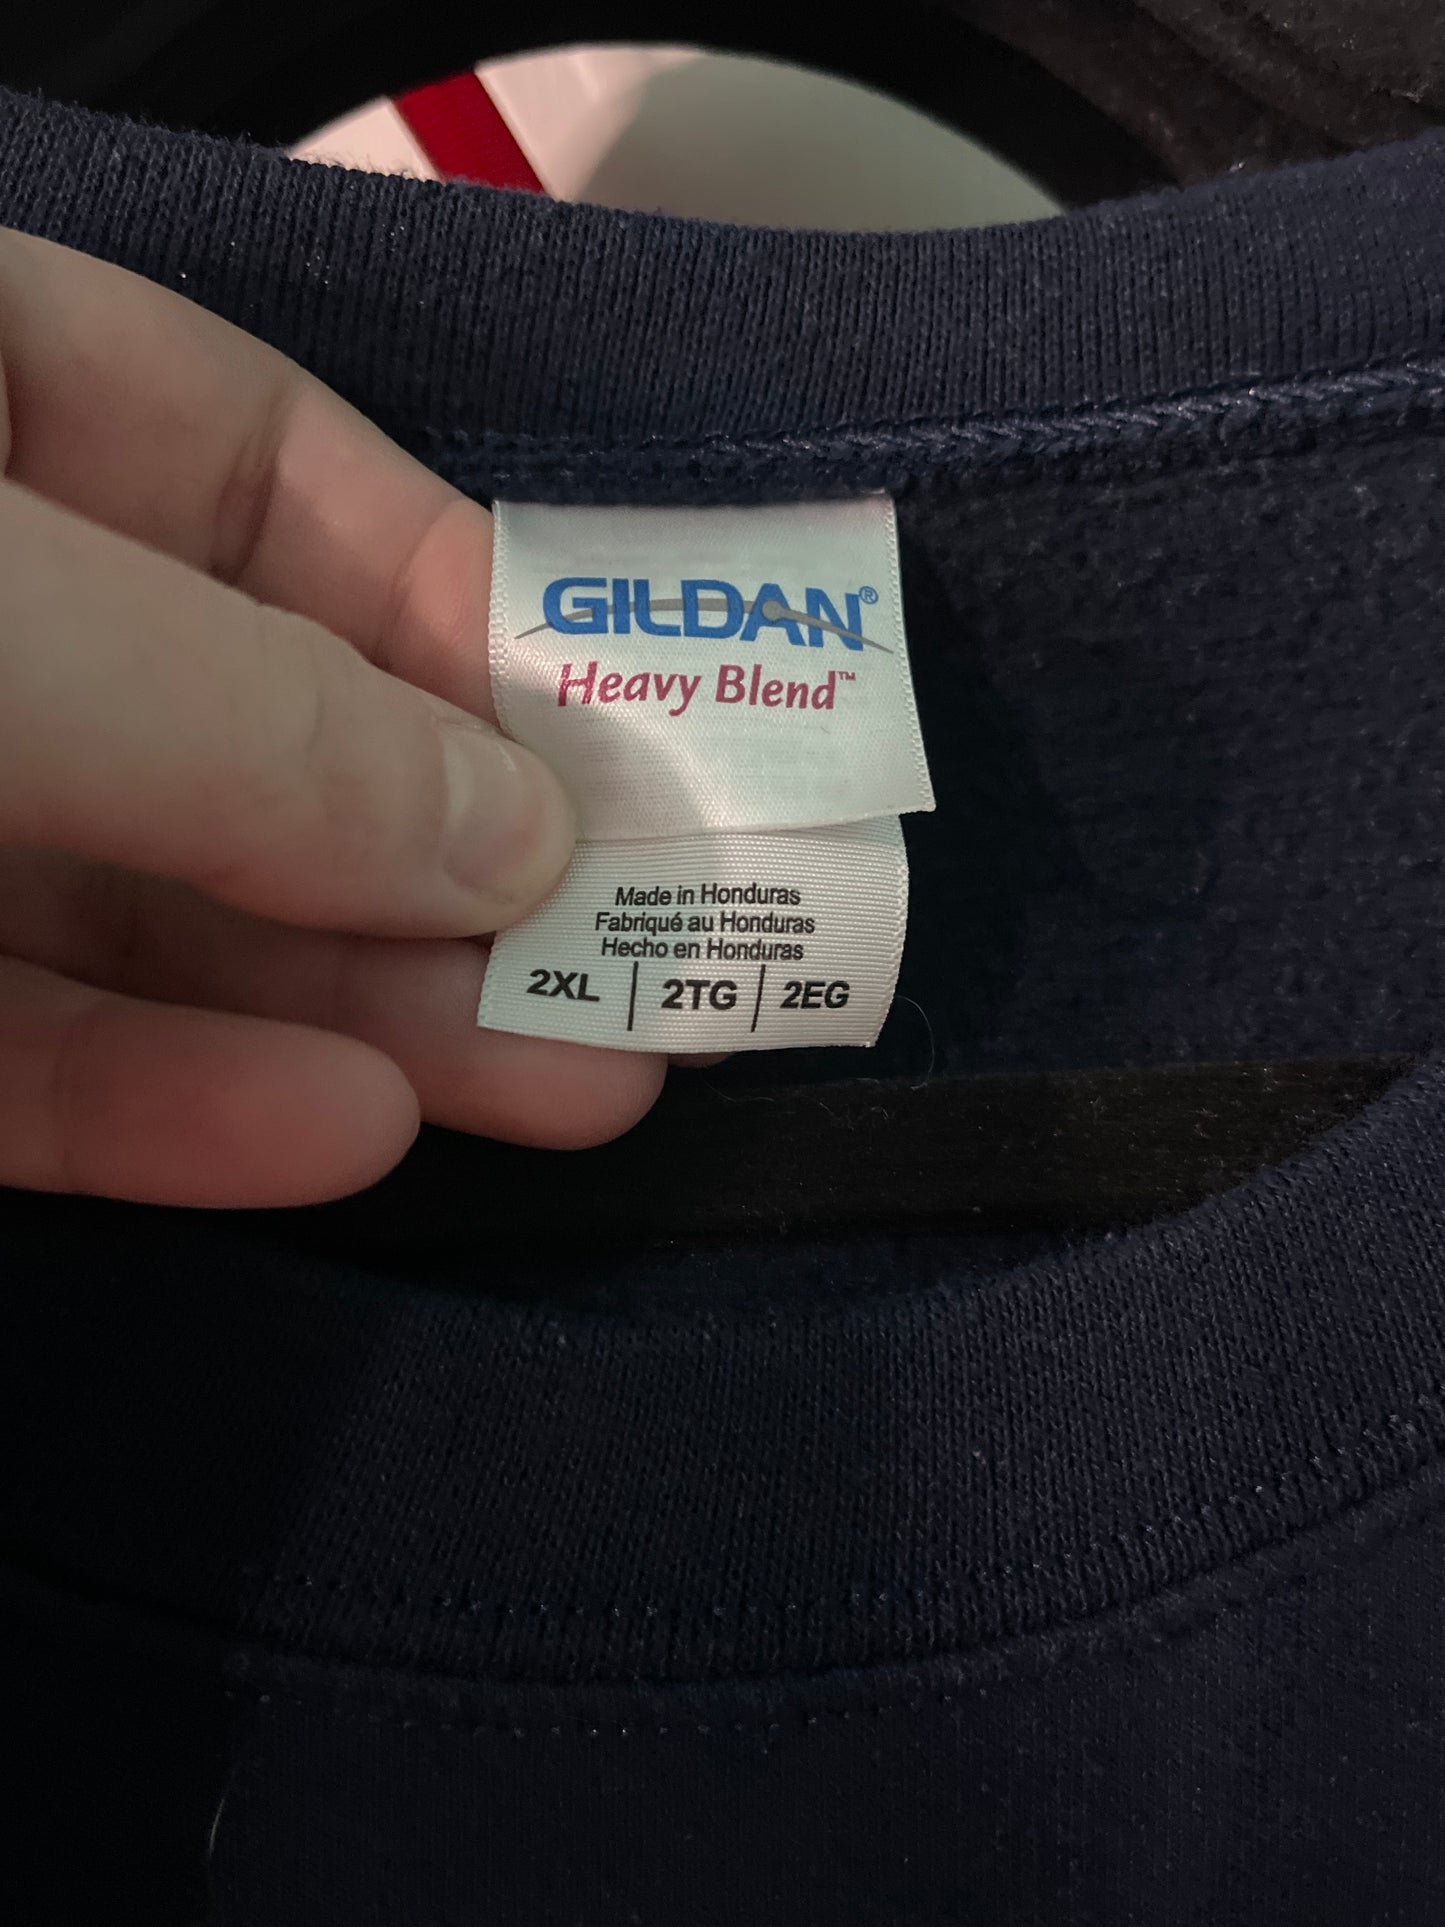 GILDAN®
Heavy Blend™
Made in Honduras
Fabriqué au Honduras
Hecho en Honduras
2XL | 2TG | 2EG